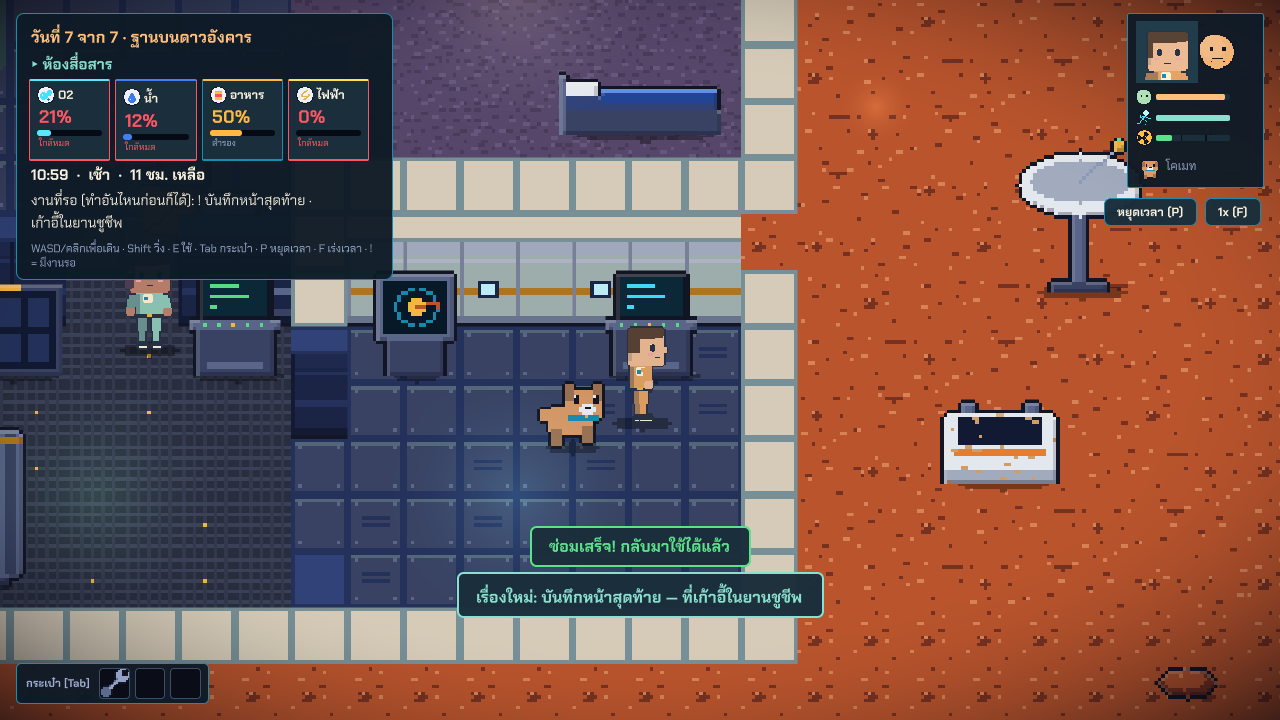 วันที่ 7 จาก 7 · ฐานบนดาวอังคาร
▸ ห้องสื่อสาร
O2
21%
ใกล้หมด
น้ำ
12%
ใกล้หมด
อาหาร
50%
สำรอง
ไฟฟ้า
0%
ใกล้หมด
10:59 · เช้า · 11 ชม. เหลือ
งานที่รอ (ทำอันไหนก่อนก็ได้): ! บันทึกหน้าสุดท้าย ·
เก้าอี้ในยานชูชีพ
WASD/คลิกเพื่อเดิน · Shift วิ่ง · E ใช้ · Tab กระเป๋า · P หยุดเวลา · F เร่งเวลา · !
= มีงานรอ
โคเมท
หยุดเวลา (P)
1x (F)
ซ่อมเสร็จ! กลับมาใช้ได้แล้ว
เรื่องใหม่: บันทึกหน้าสุดท้าย — ที่เก้าอี้ในยานชูชีพ
กระเป๋า [Tab]